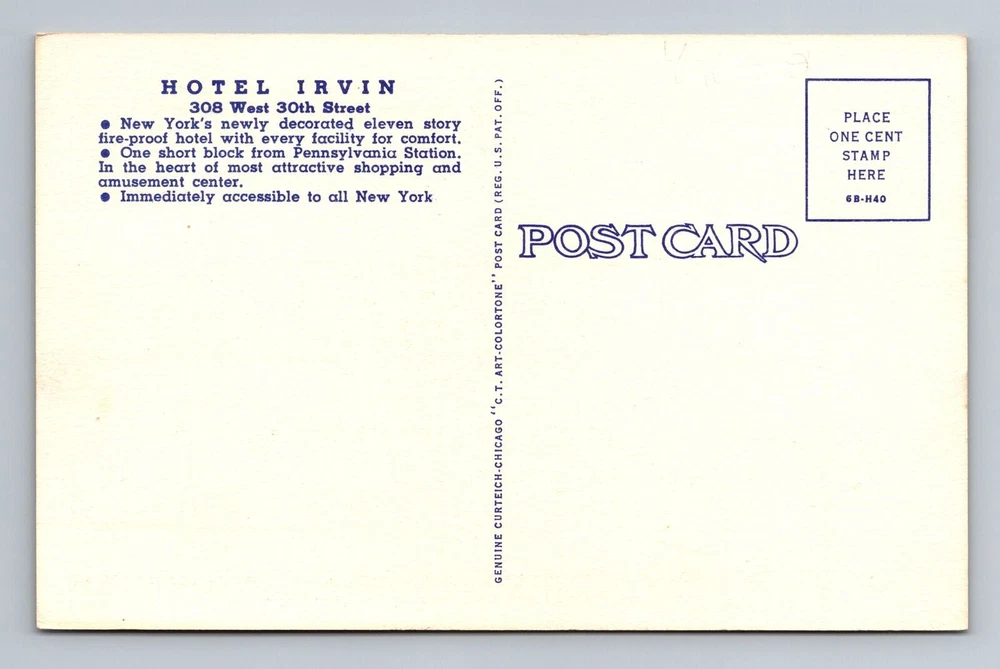 HOTEL IRVIN
308 West 30th Street
● New York's newly decorated eleven story
fire-proof hotel with every facility for comfort.
● One short block from Pennsylvania Station.
In the heart of most attractive shopping and
amusement center.
● Immediately accessible to all New York
GENUINE CURTEICH-CHICAGO "C.T. ART-COLORTONE" POST CARD (REG. U.S. PAT. OFF.)
POST CARD
PLACE
ONE CENT
STAMP
HERE
6B-H40